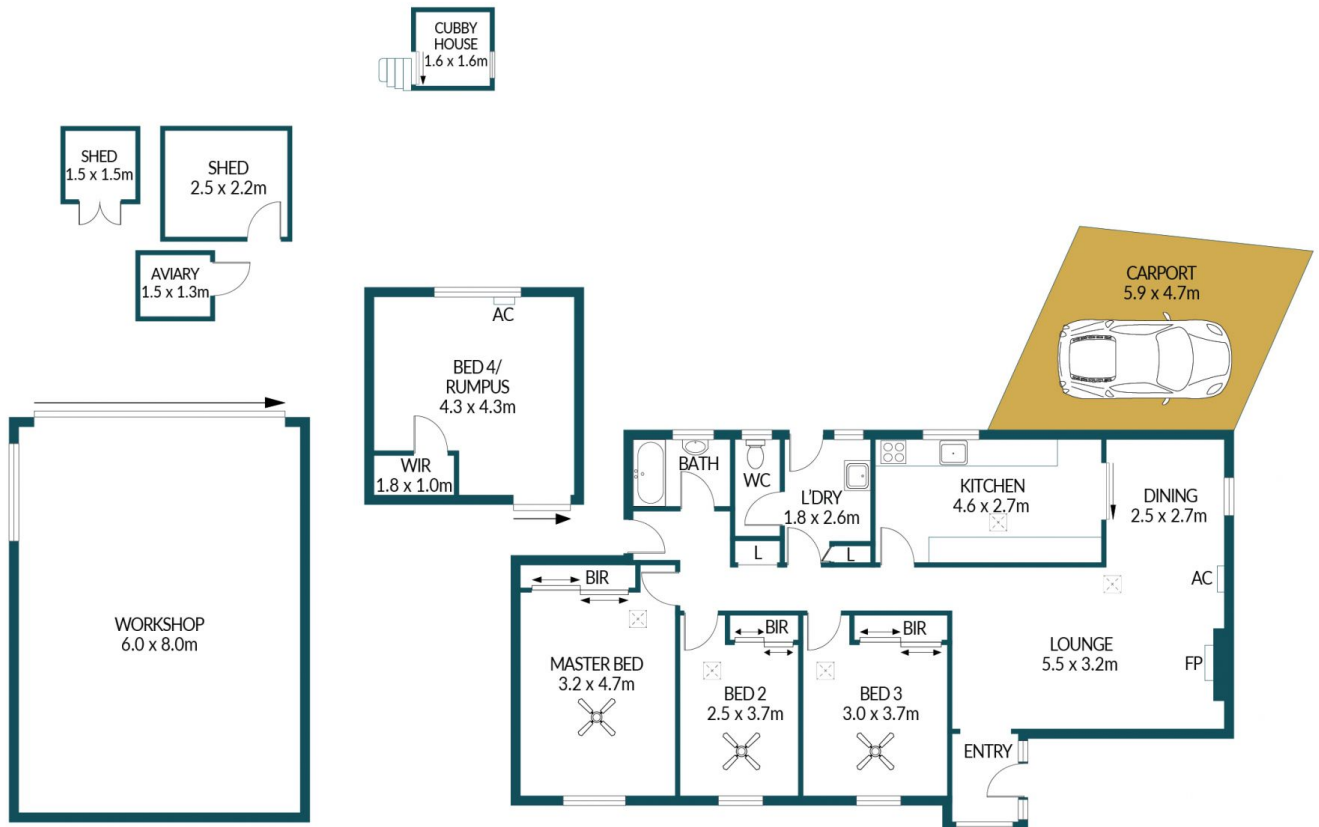 CUBBY
HOUSE
1.6 x 1.6m
SHED
1.5 x 1.5m
SHED
2.5 x 2.2m
AVIARY
1.5 x 1.3m
CARPORT
5.9 x 4.7m
AC
BED 4/
RUMPUS
4.3 x 4.3m
WIR
1.8 x 1.0m
BATH
WC
L'DRY
1.8 x 2.6m
KITCHEN
4.6 x 2.7m
DINING
2.5 x 2.7m
L
L
AC
BIR
BIR
BIR
WORKSHOP
6.0 x 8.0m
MASTER BED
3.2 x 4.7m
BED 2
2.5 x 3.7m
BED 3
3.0 x 3.7m
LOUNGE
5.5 x 3.2m
FP
ENTRY